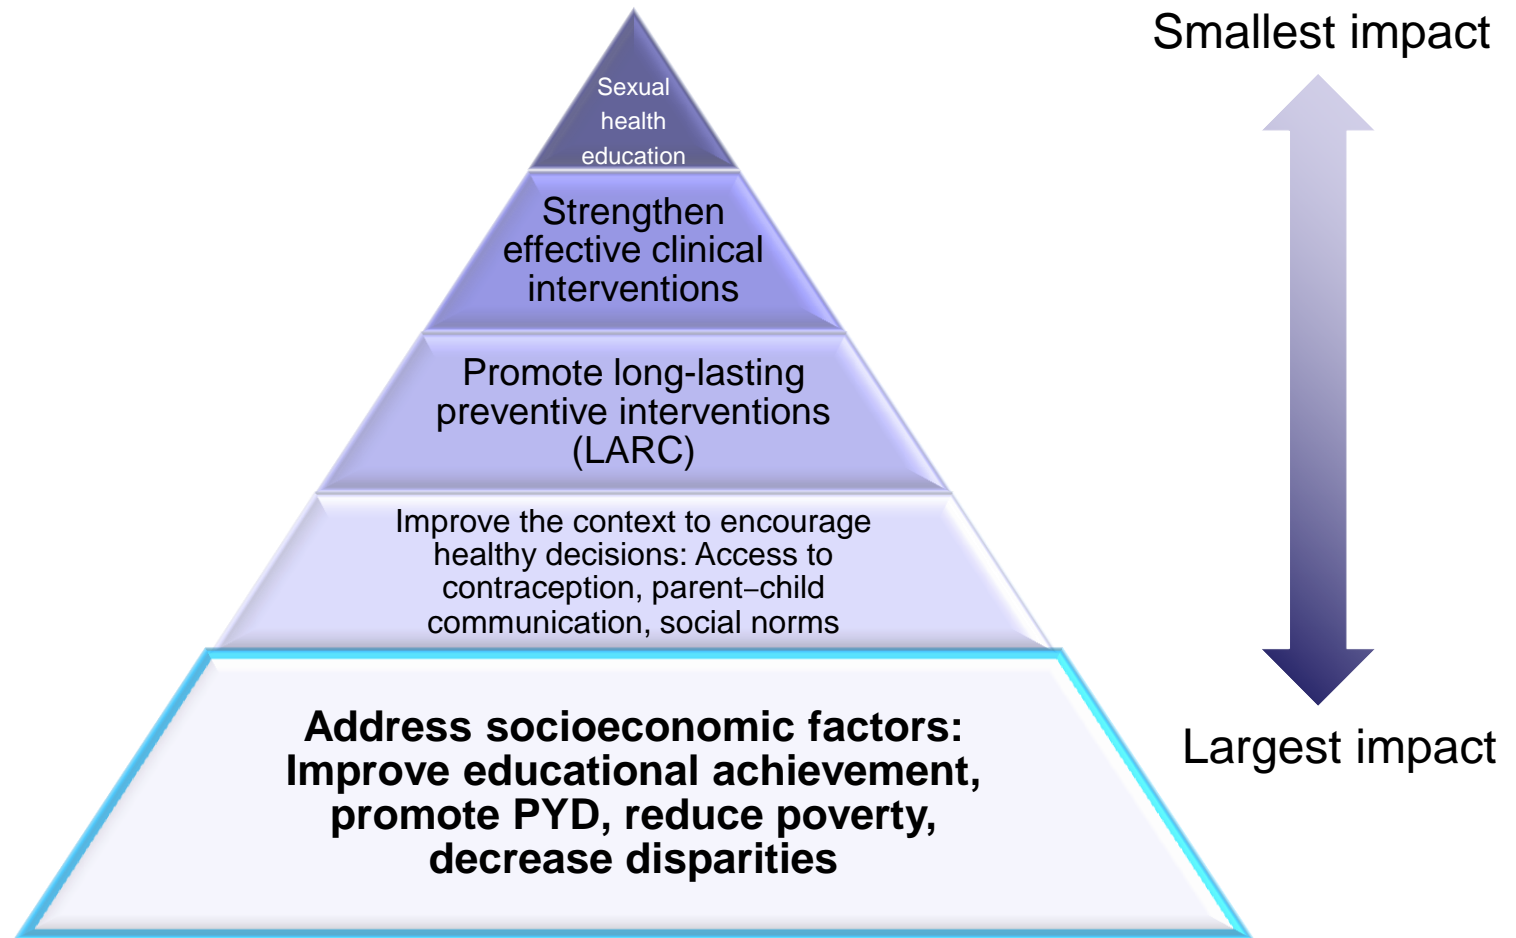 Smallest impact
Sexual
health
education
Strengthen
effective clinical
interventions
Promote long-lasting
preventive interventions
(LARC)
Improve the context to encourage
healthy decisions: Access to
contraception, parent–child
communication, social norms
Address socioeconomic factors:
Improve educational achievement,
promote PYD, reduce poverty,
decrease disparities
Largest impact